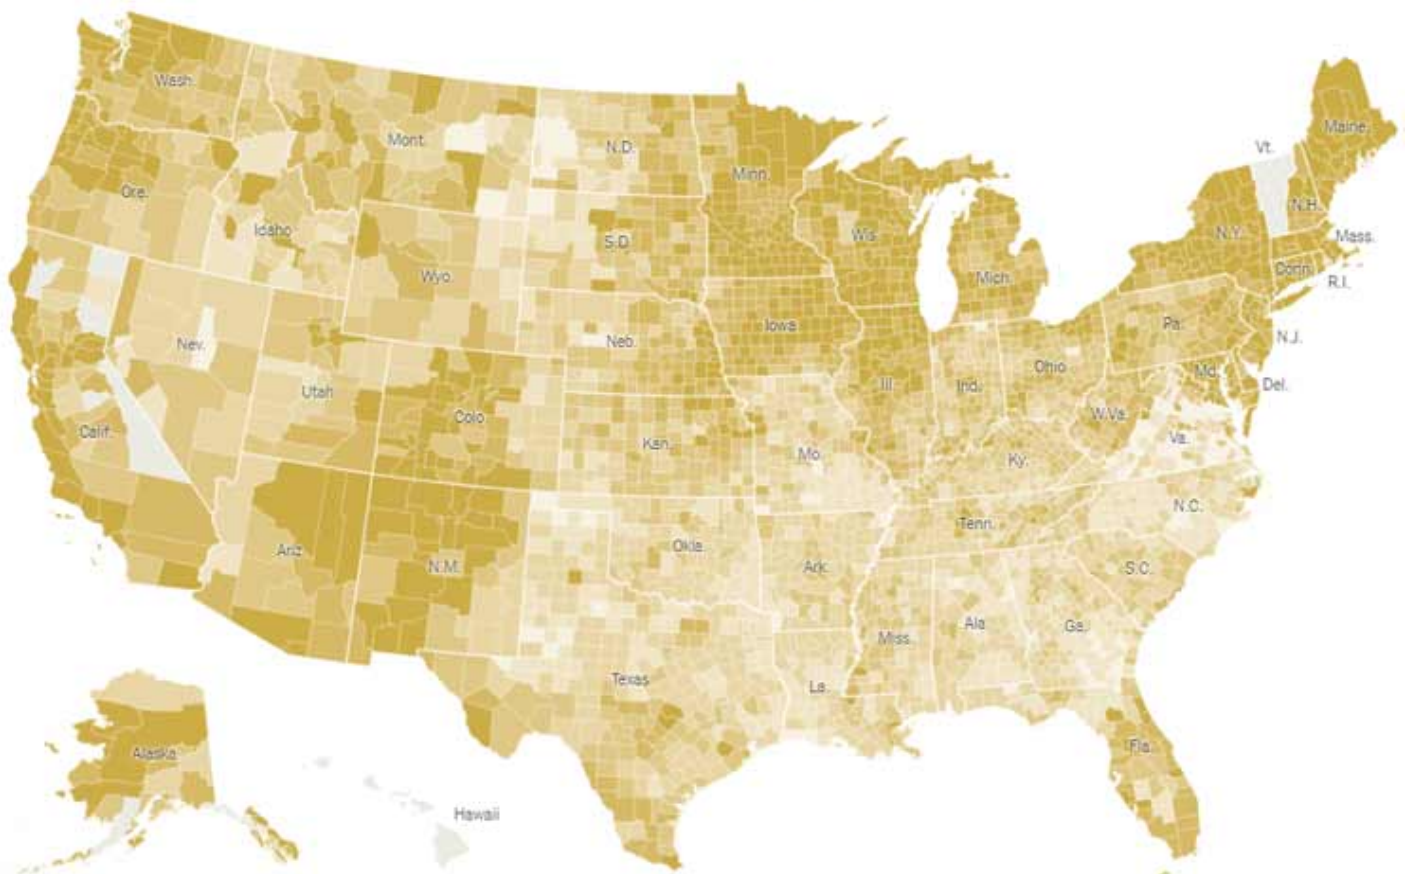 Wash.
Maine
Mont.
N.D.
Vt.
Minn.
Ore.
N.H.
Idaho
S.D.
Wis.
N.Y.
Mass.
Wyo.
Mich.
Conn.
R.I.
Iowa
Pa.
Nev.
Neb.
N.J.
Utah
Ill.
Ind.
Ohio
Md.
Del.
Colo
W.Va.
Calif.
Kan.
Mo.
Ky.
Va.
N.C.
Tenn.
Ariz
N.M.
Okla.
Ark.
S.C.
Miss.
Ala
Ga.
Texas
La.
Fla.
Alaska
Hawaii